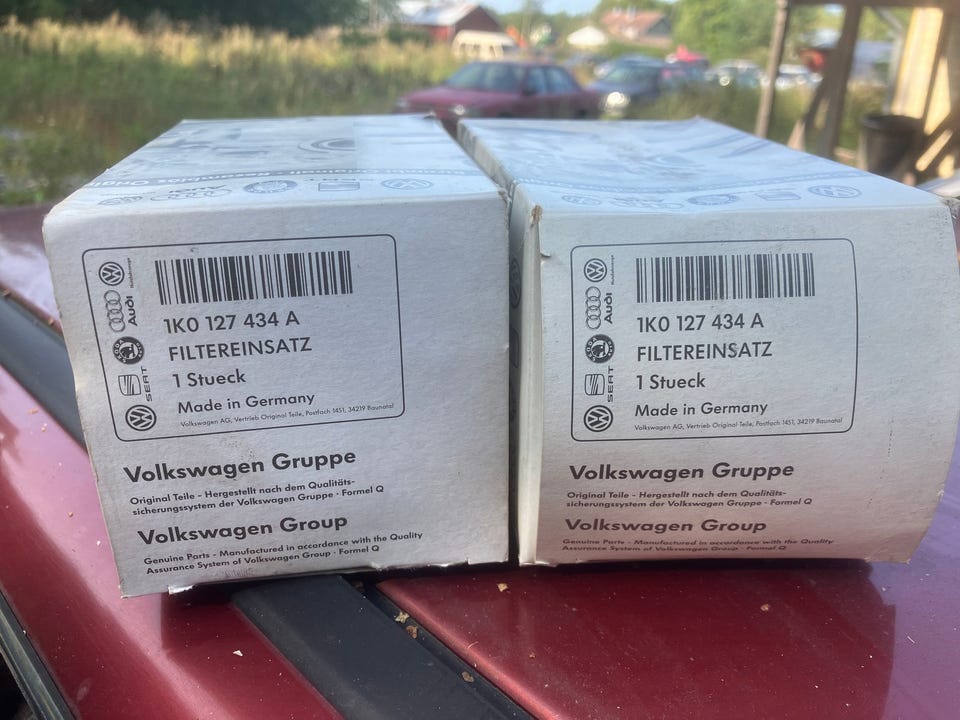 1K0 127 434 A
FILTEREINSATZ
1 Stueck
Made in Germany
Volkswagen AG, Vertrieb Original Teile, Postfach 1451, 34219 Baunatal
Audi
SEAT
Volkswagen Gruppe
Original Teile - Hergestellt nach dem Qualitäts-
sicherungssystem der Volkswagen Gruppe · Formel Q
Volkswagen Group
Genuine Parts - Manufactured in accordance with the Quality
Assurance System of Volkswagen Group · Formel Q
1K0 127 434 A
FILTEREINSATZ
1 Stueck
Made in Germany
Volkswagen AG, Vertrieb Original Teile, Postfach 1451, 34219 Baunatal
Audi
SEAT
Volkswagen Gruppe
Original Teile - Hergestellt nach dem Qualitäts-
sicherungssystem der Volkswagen Gruppe · Formel Q
Volkswagen Group
Genuine Parts - Manufactured in accordance with the Quality
Assurance System of Volkswagen Group · Formel Q